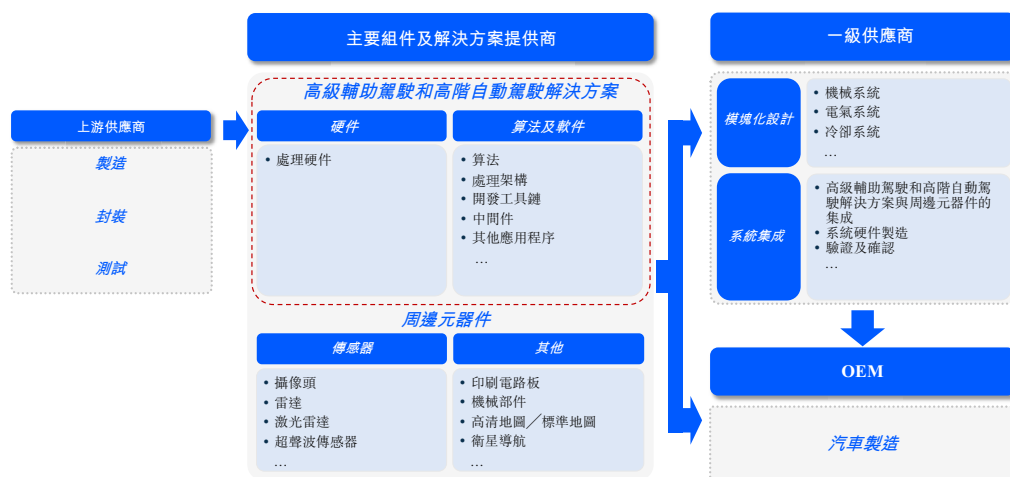 上游供應商
製造
封裝
測試
主要組件及解決方案提供商
高級輔助駕駛和高階自動駕駛解決方案
硬件
• 處理硬件
算法及軟件
• 算法
• 處理架構
• 開發工具鏈
• 中間件
• 其他應用程序
…
周邊元器件
傳感器
• 攝像頭
• 雷達
• 激光雷達
• 超聲波傳感器
…
其他
• 印刷電路板
• 機械部件
• 高清地圖／標準地圖
• 衛星導航
…
一級供應商
模塊化設計
• 機械系統
• 電氣系統
• 冷卻系統
…
系統集成
• 高級輔助駕駛和高階自動駕
駛解決方案與周邊元器件的
集成
• 系統硬件製造
• 驗證及確認
…
OEM
汽車製造